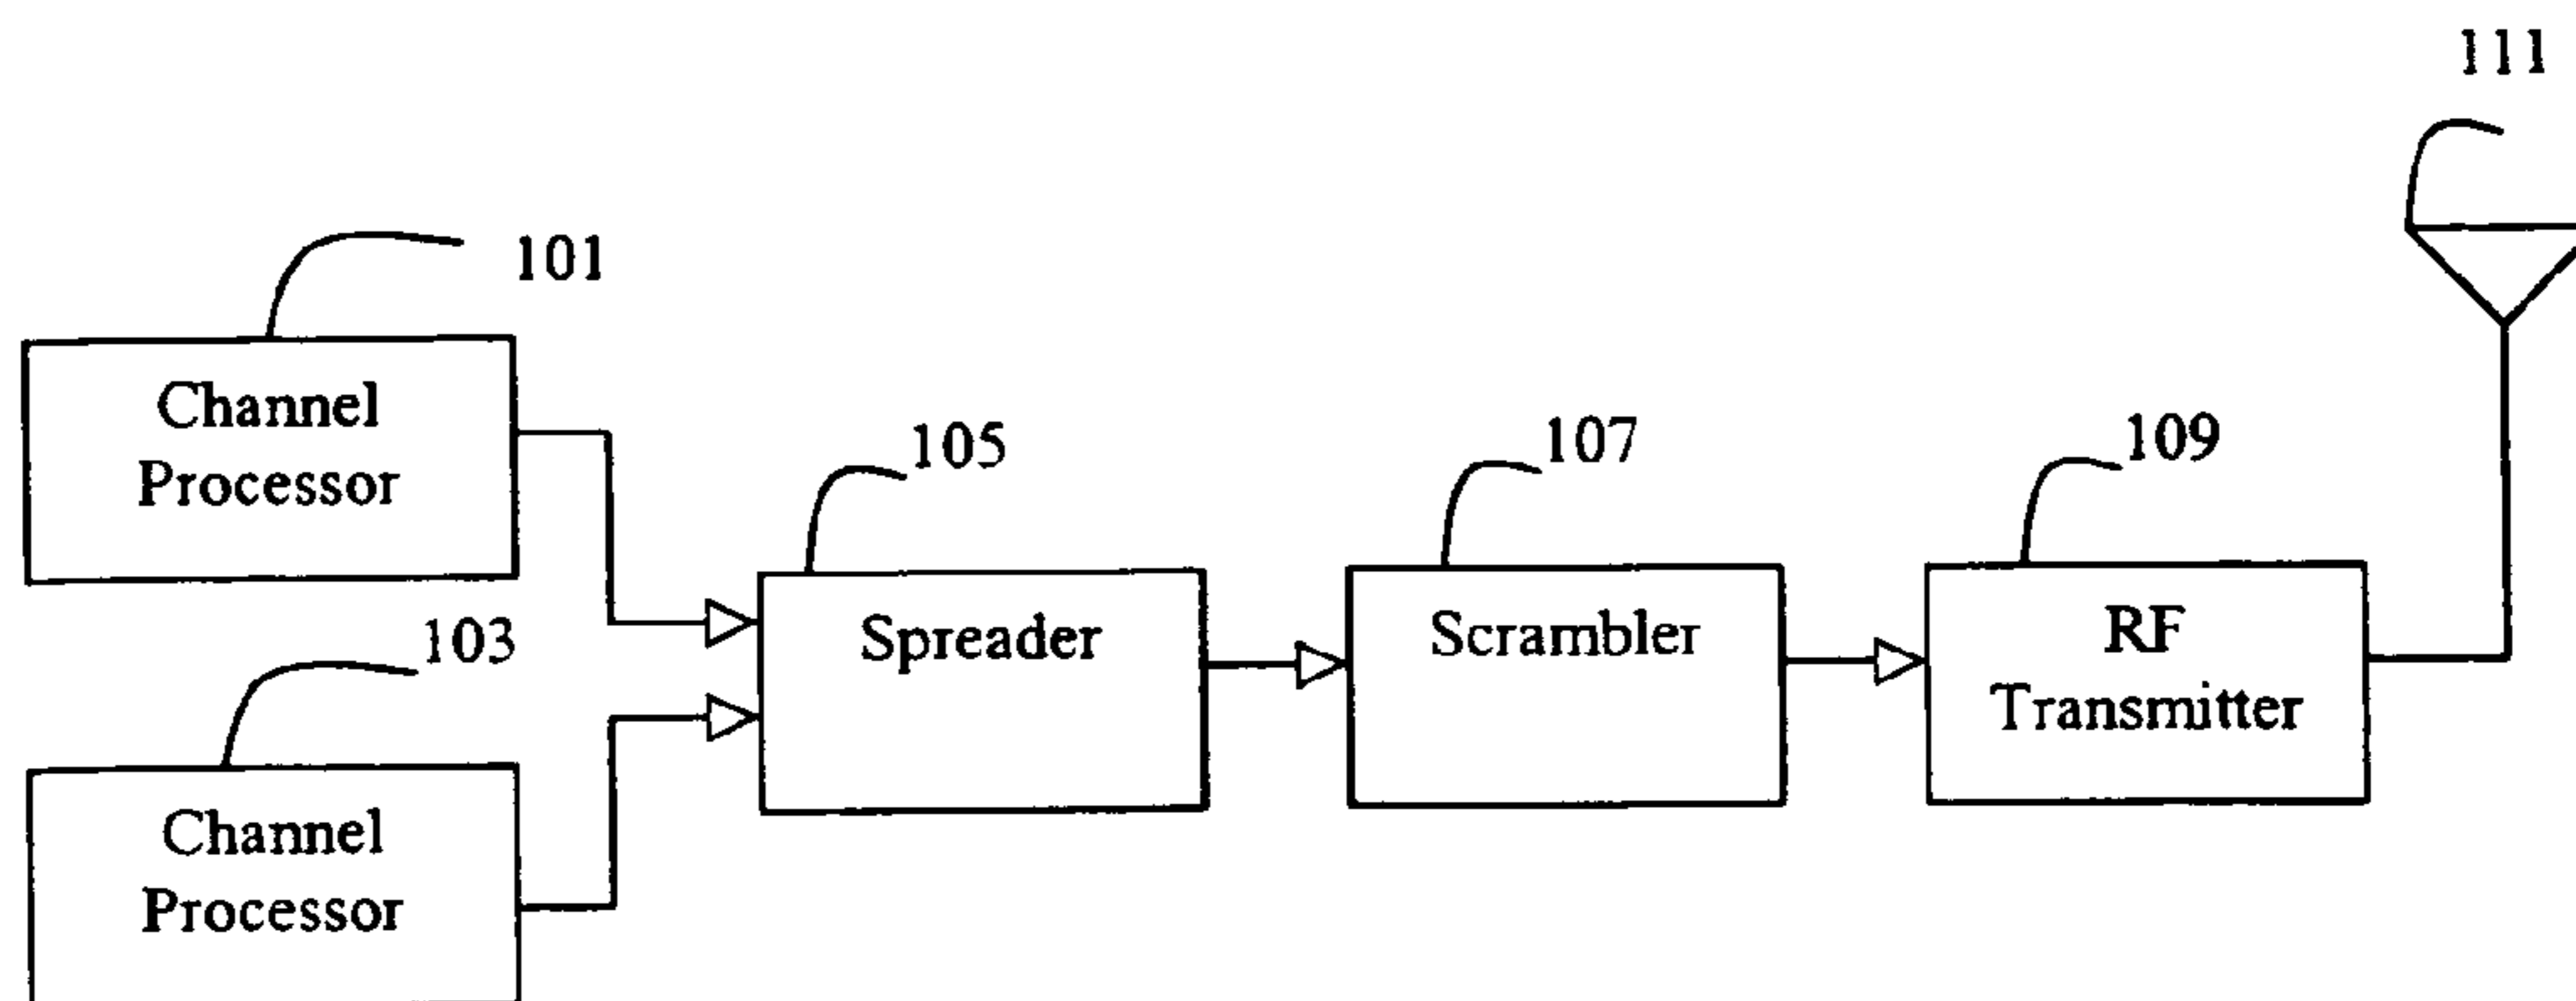 111
101
Channel
Processor
105
107
109
Spreader
Scrambler
RF
Transmitter
103
Channel
Processor